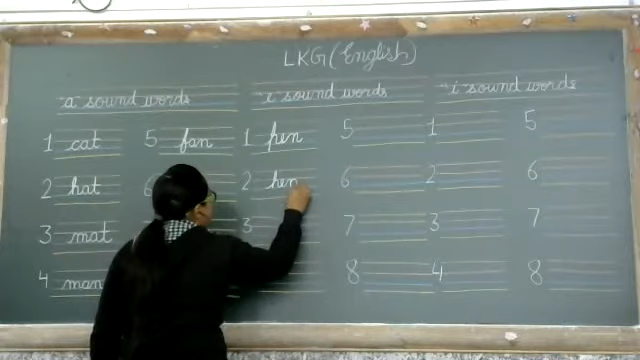 LKG (English)
"a" sound words "e sound words "i sound words
1 cat 5 fan 1 pen 5 1 5
2 hat 6 2 hen 6 2 6
3 mat 3 7 3 7
4 man 8 4 8